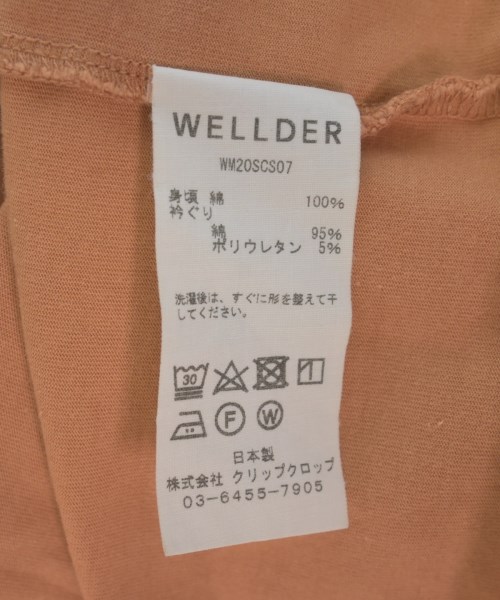 WELLDER
WM20SCS07
身頃 綿 100%
衿ぐり
綿 95%
ポリウレタン 5%
洗濯後は、すぐに形を整えて干
してください。
30
F W
日本製
株式会社 クリップクロップ
03-6455-7905